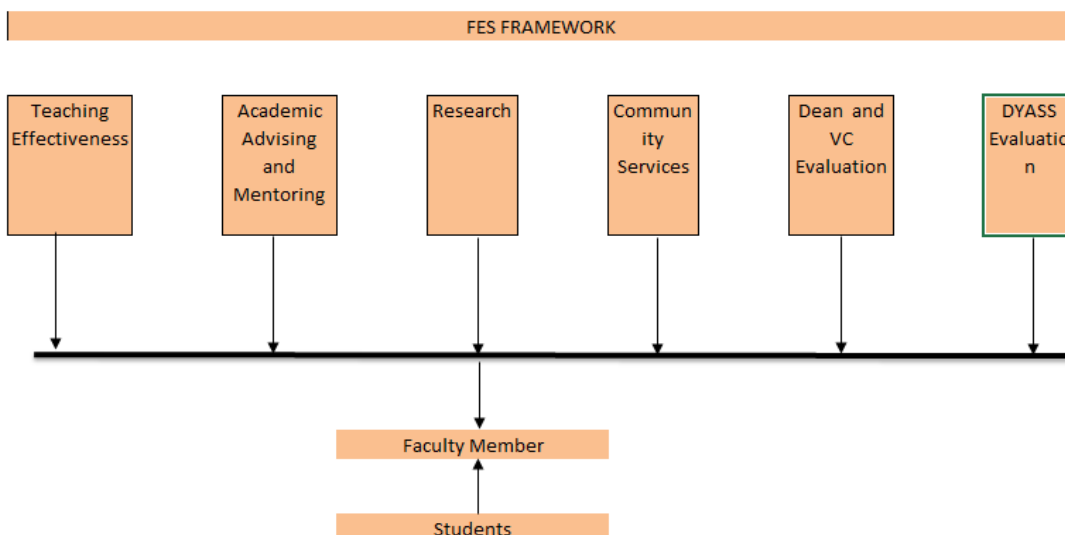 FES FRAMEWORK
Teaching
Effectiveness
Academic
Advising
and
Mentoring
Research
Commun
ity
Services
Dean and
VC
Evaluation
DYASS
Evaluatio
n
Faculty Member
Students